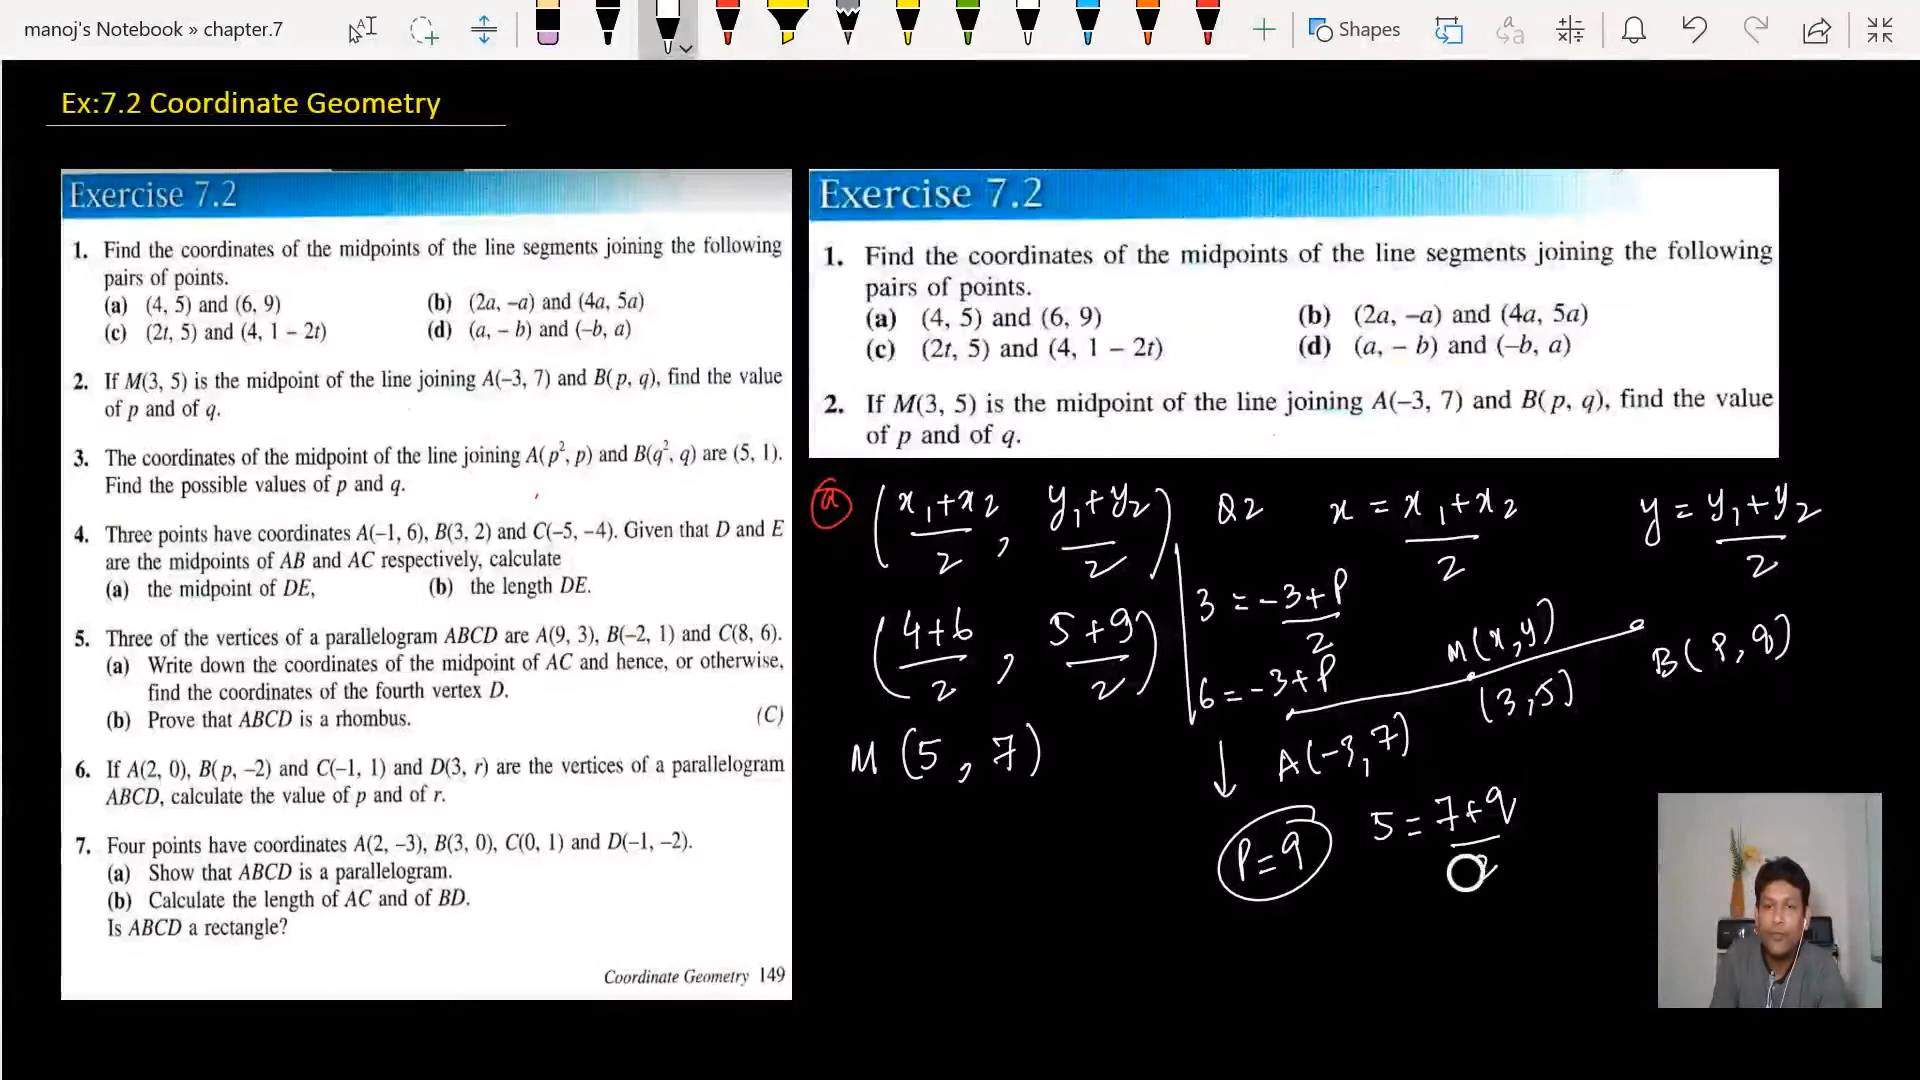 manoj's Notebook » chapter.7
Shapes
Ex:7.2 Coordinate Geometry
Exercise 7.2
1. Find the coordinates of the midpoints of the line segments joining the following
pairs of points.
(a) (4, 5) and (6, 9) (b) (2a, –a) and (4a, 5a)
(c) (2t, 5) and (4, 1 – 2t) (d) (a, – b) and (–b, a)
2. If M(3, 5) is the midpoint of the line joining A(–3, 7) and B(p, q), find the value
of p and of q.
3. The coordinates of the midpoint of the line joining A(p², p) and B(q², q) are (5, 1).
Find the possible values of p and q.
4. Three points have coordinates A(–1, 6), B(3, 2) and C(–5, –4). Given that D and E
are the midpoints of AB and AC respectively, calculate
(a) the midpoint of DE, (b) the length DE.
5. Three of the vertices of a parallelogram ABCD are A(9, 3), B(–2, 1) and C(8, 6).
(a) Write down the coordinates of the midpoint of AC and hence, or otherwise,
find the coordinates of the fourth vertex D.
(b) Prove that ABCD is a rhombus. (C)
6. If A(2, 0), B(p, –2) and C(–1, 1) and D(3, r) are the vertices of a parallelogram
ABCD, calculate the value of p and of r.
7. Four points have coordinates A(2, –3), B(3, 0), C(0, 1) and D(–1, –2).
(a) Show that ABCD is a parallelogram.
(b) Calculate the length of AC and of BD.
Is ABCD a rectangle?
Coordinate Geometry 149
Exercise 7.2
1. Find the coordinates of the midpoints of the line segments joining the following
pairs of points.
(a) (4, 5) and (6, 9) (b) (2a, –a) and (4a, 5a)
(c) (2t, 5) and (4, 1 – 2t) (d) (a, – b) and (–b, a)
2. If M(3, 5) is the midpoint of the line joining A(–3, 7) and B(p, q), find the value
of p and of q.
a ((x₁+x₂)/2, (y₁+y₂)/2)
((4+6)/2, (5+9)/2)
M (5, 7)
Q2 x = (x₁+x₂)/2 y = (y₁+y₂)/2
3 = (-3+P)/2
6 = -3+P
M(x,y)
(3,5)
B(P, q)
A(-3,7)
P=9
5 = (7+q)/2